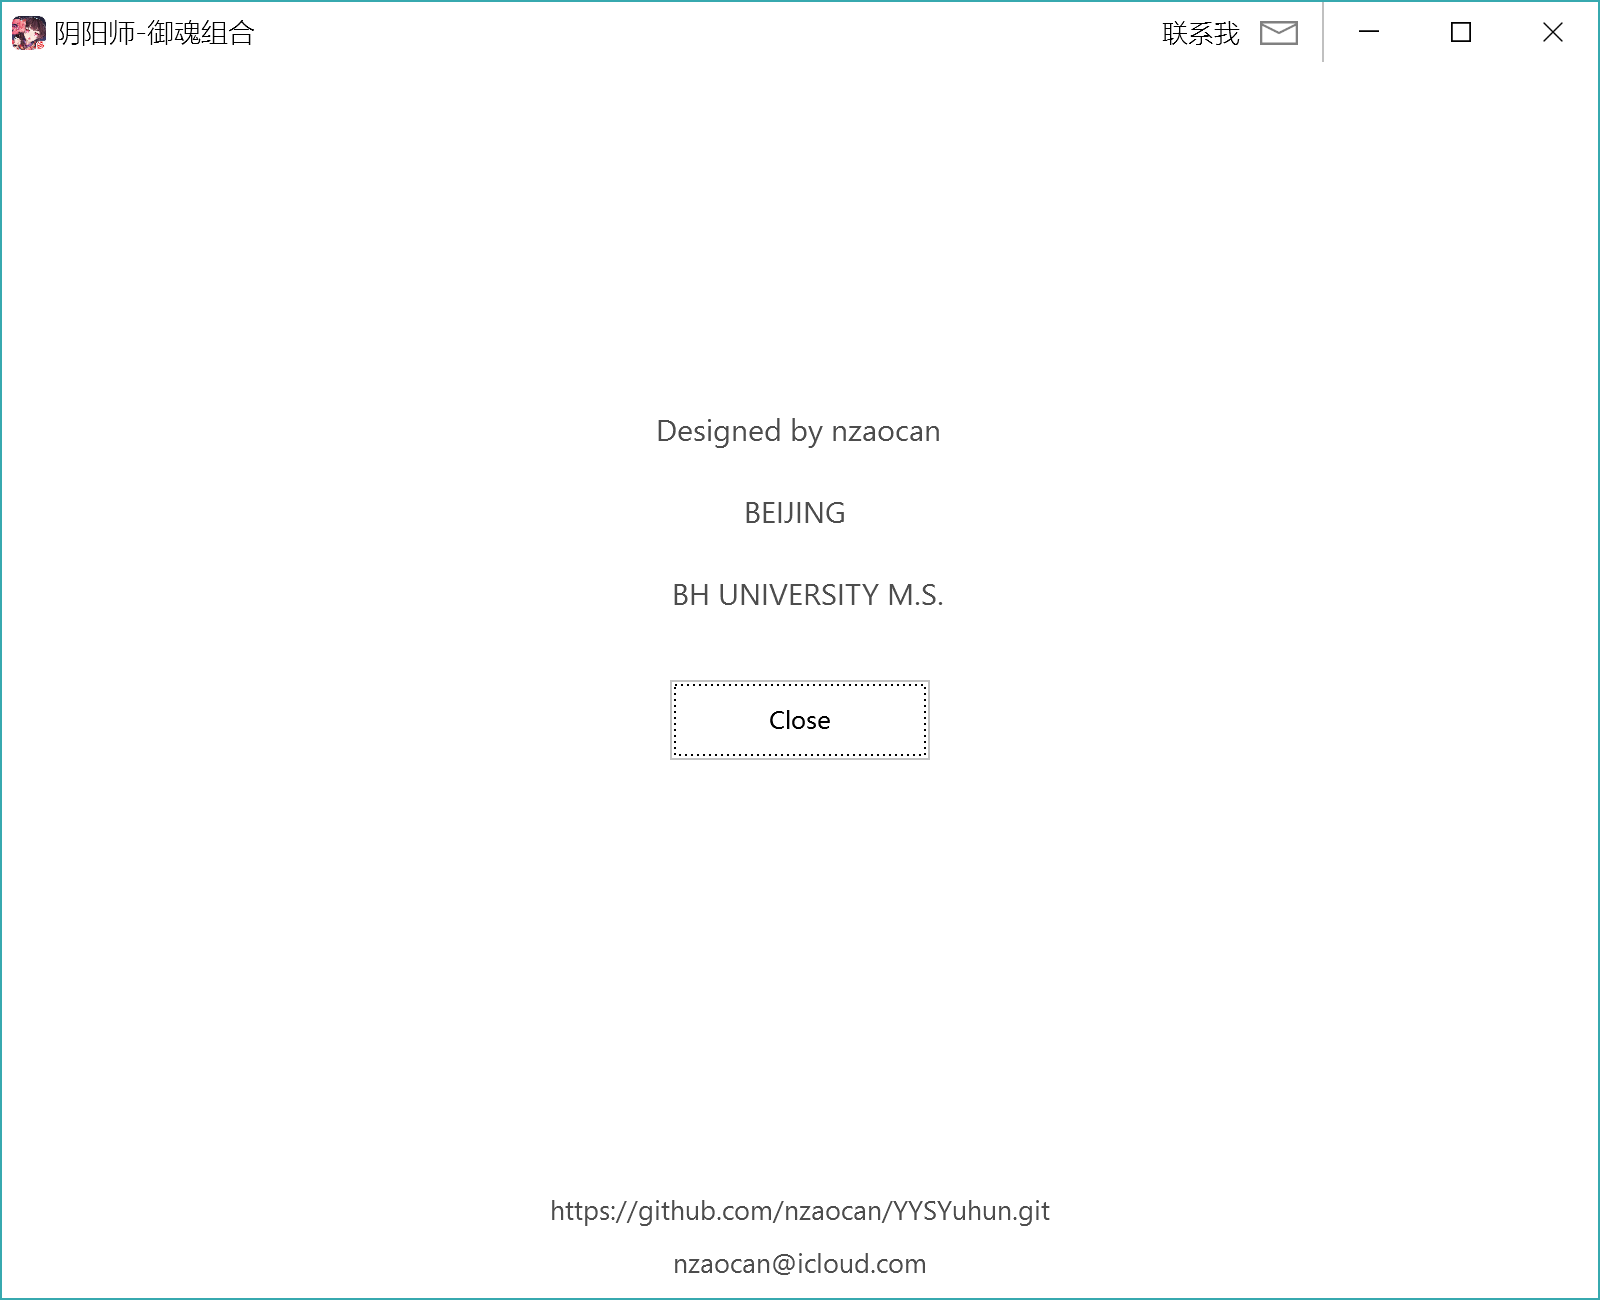 阴阳师-御魂组合
联系我
Designed by nzaocan
BEIJING
BH UNIVERSITY M.S.
Close
https://github.com/nzaocan/YYSYuhun.git
nzaocan@icloud.com